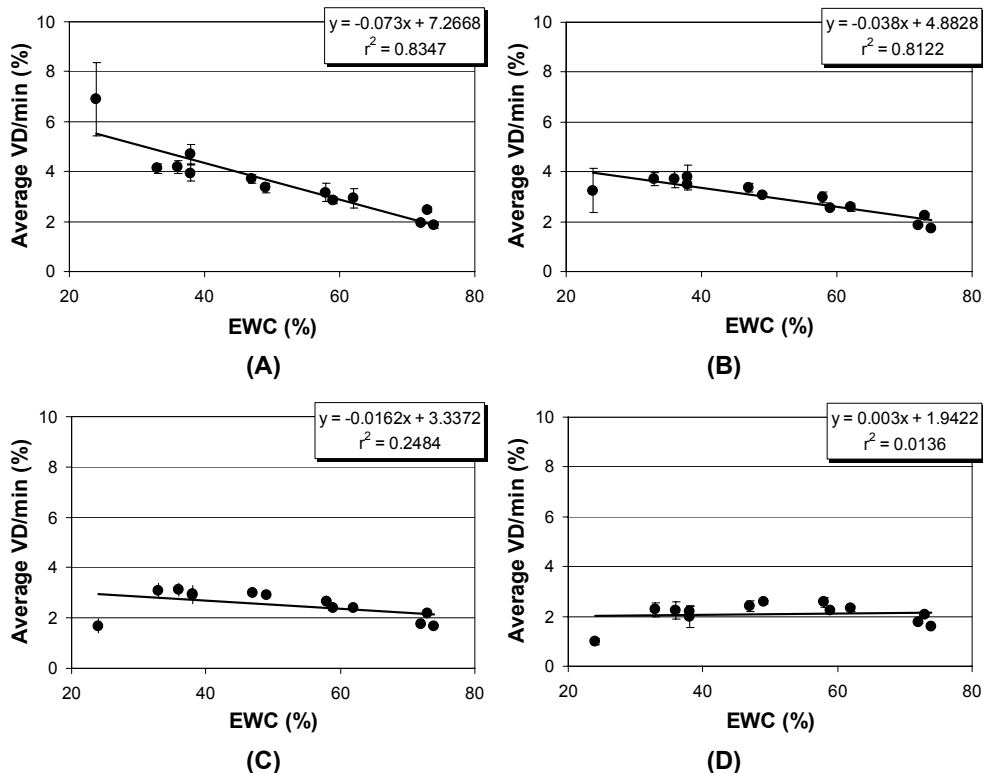 y = -0.073x + 7.2668
r² = 0.8347
10
8
6
4
2
0
Average VD/min (%)
20 40 60 80
EWC (%)
(A)
y = -0.038x + 4.8828
r² = 0.8122
10
8
6
4
2
0
Average VD/min (%)
20 40 60 80
EWC (%)
(B)
y = -0.0162x + 3.3372
r² = 0.2484
10
8
6
4
2
0
Average VD/min (%)
20 40 60 80
EWC (%)
(C)
y = 0.003x + 1.9422
r² = 0.0136
10
8
6
4
2
0
Average VD/min (%)
20 40 60 80
EWC (%)
(D)